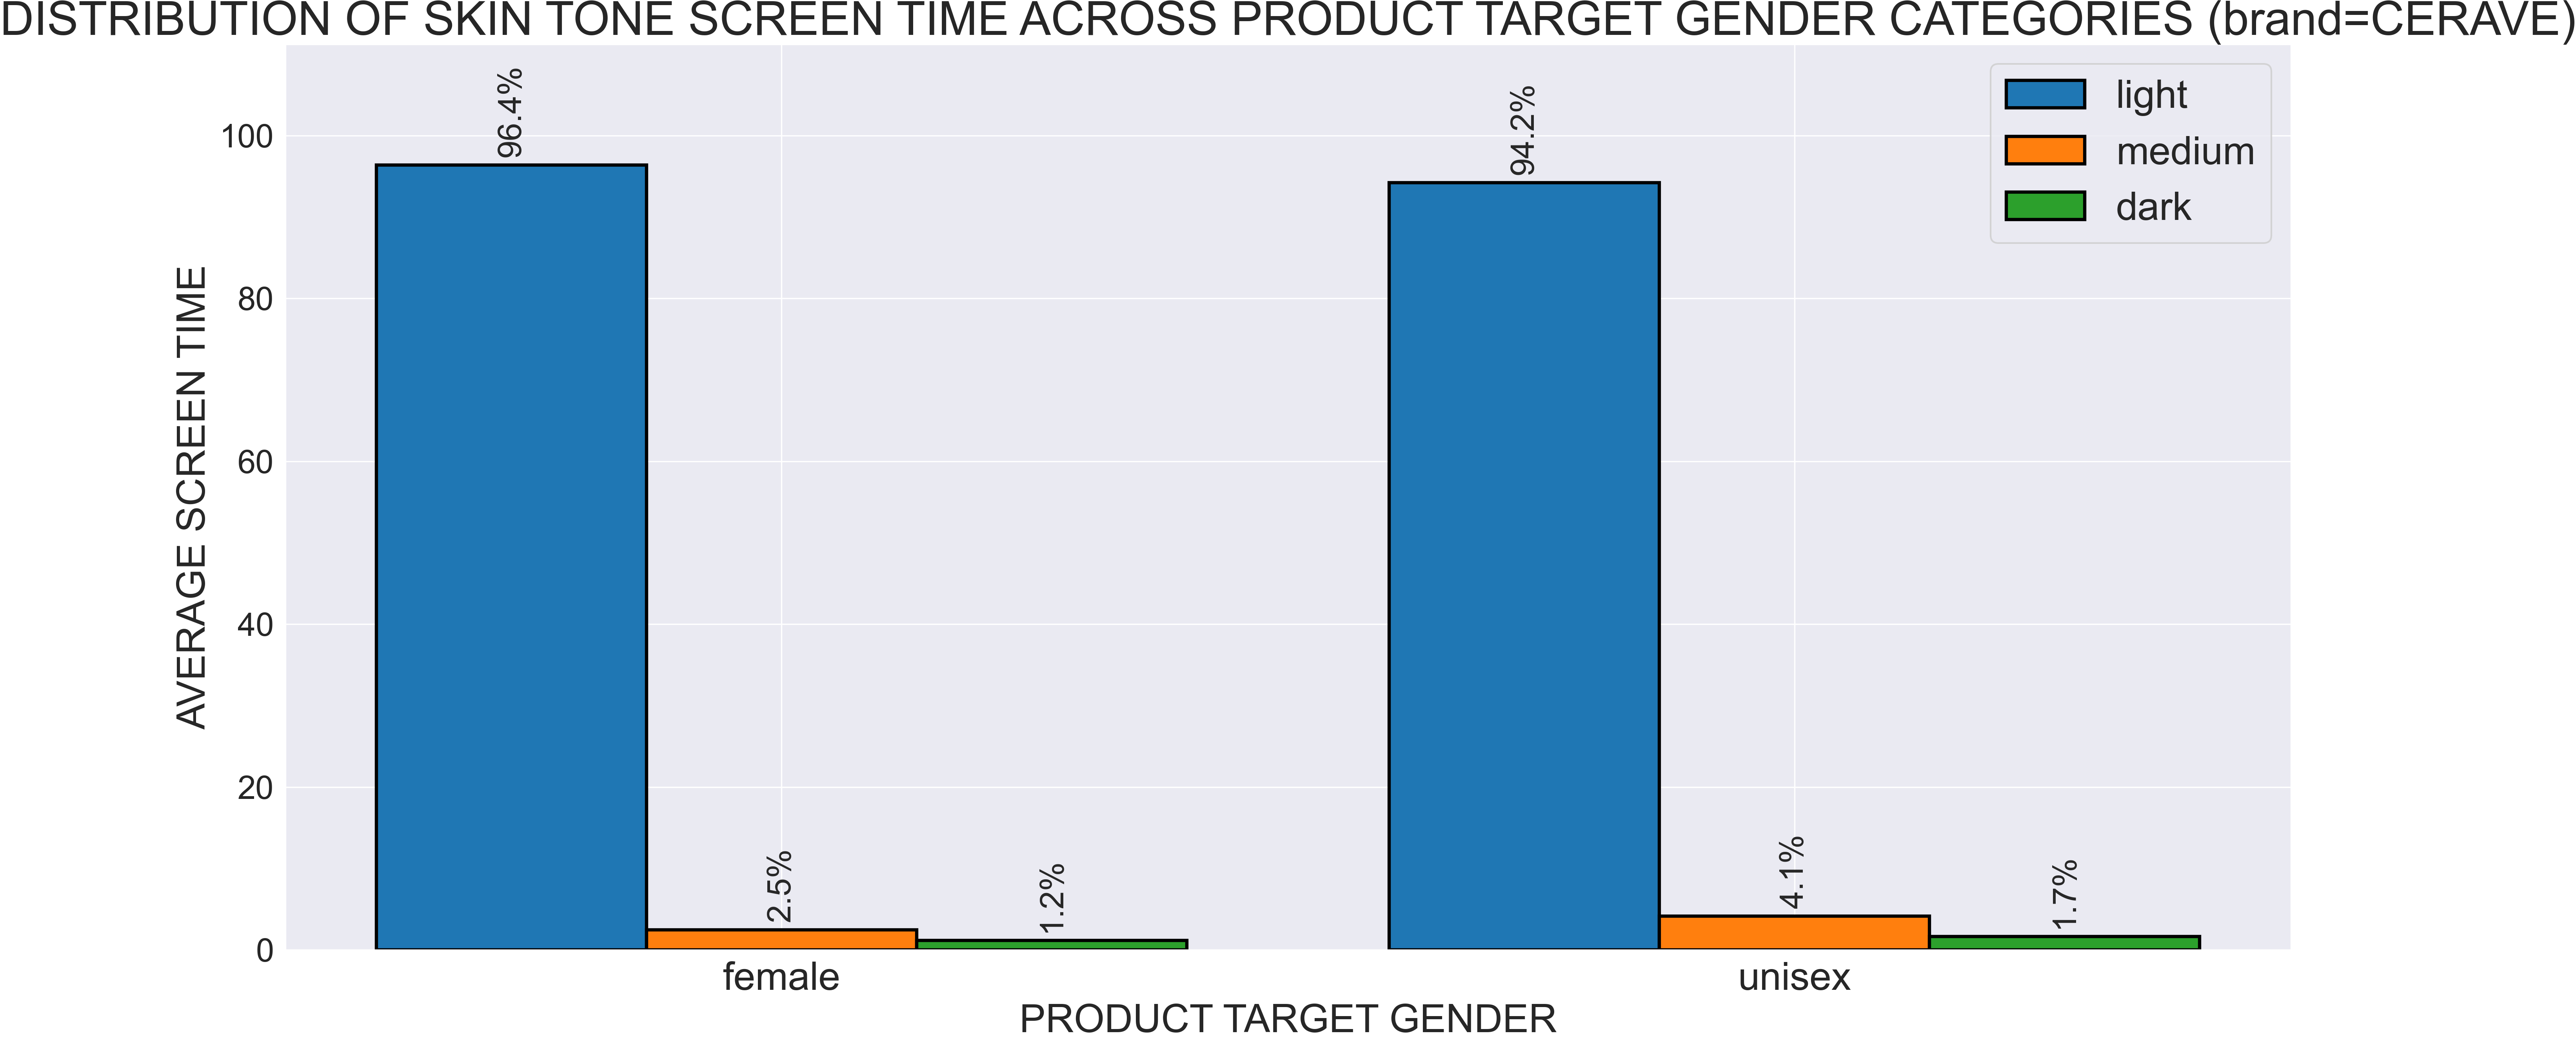 DISTRIBUTION OF SKIN TONE SCREEN TIME ACROSS PRODUCT TARGET GENDER CATEGORIES (brand=CERAVE)
light
medium
dark
AVERAGE SCREEN TIME
100
80
60
40
20
0
96.4%
2.5%
1.2%
94.2%
4.1%
1.7%
female
unisex
PRODUCT TARGET GENDER